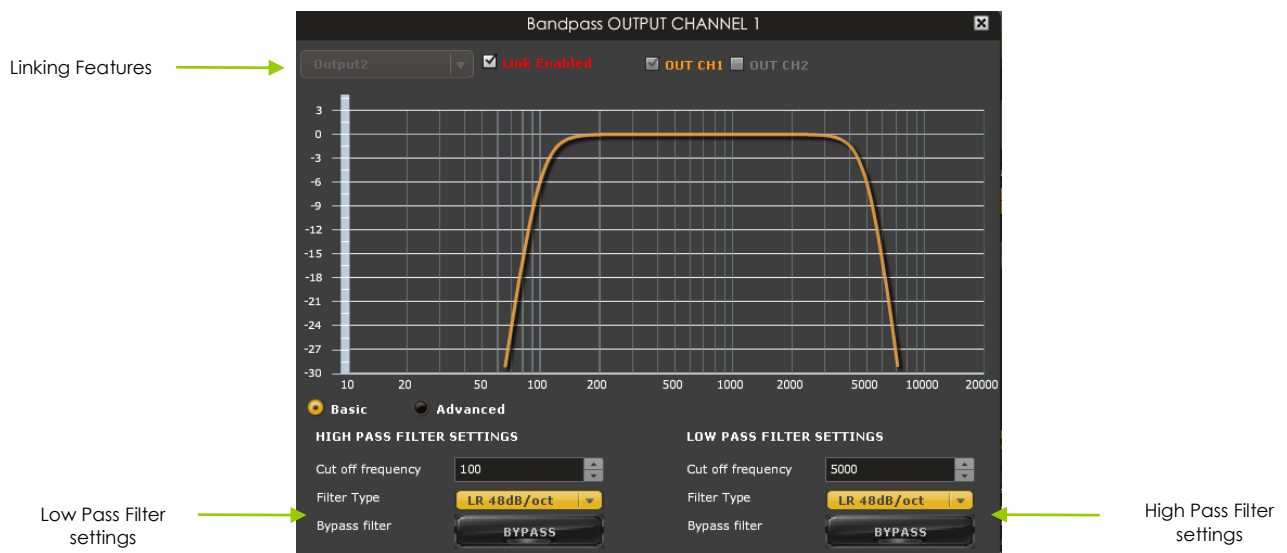 Bandpass OUTPUT CHANNEL 1
Linking Features
Output2
Link Enabled
OUT CH1
OUT CH2
3
0
-3
-6
-9
-12
-15
-18
-21
-24
-27
-30
10 20 50 100 200 500 1000 2000 5000 10000 20000
Basic
Advanced
HIGH PASS FILTER SETTINGS
Cut off frequency 100
Filter Type LR 48dB/oct
Bypass filter BYPASS
LOW PASS FILTER SETTINGS
Cut off frequency 5000
Filter Type LR 48dB/oct
Bypass filter BYPASS
Low Pass Filter
settings
High Pass Filter
settings